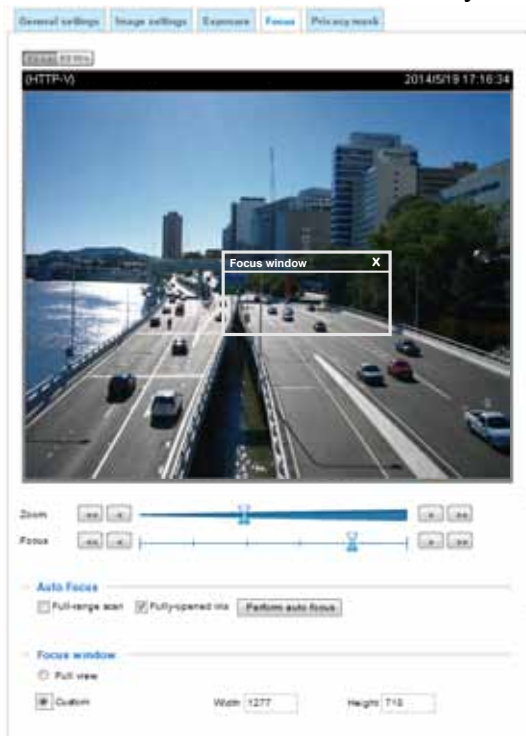 General settings Image settings Exposure Focus Privacy mask
(HTTP-V) 2014/5/19 17:16:34
Focus window X
Zoom << < > >>
Focus << < > >>
Auto Focus
Full-range scan Fully-opened iris Perform auto focus
Focus window
Full view
Custom Width 1277 Height 718